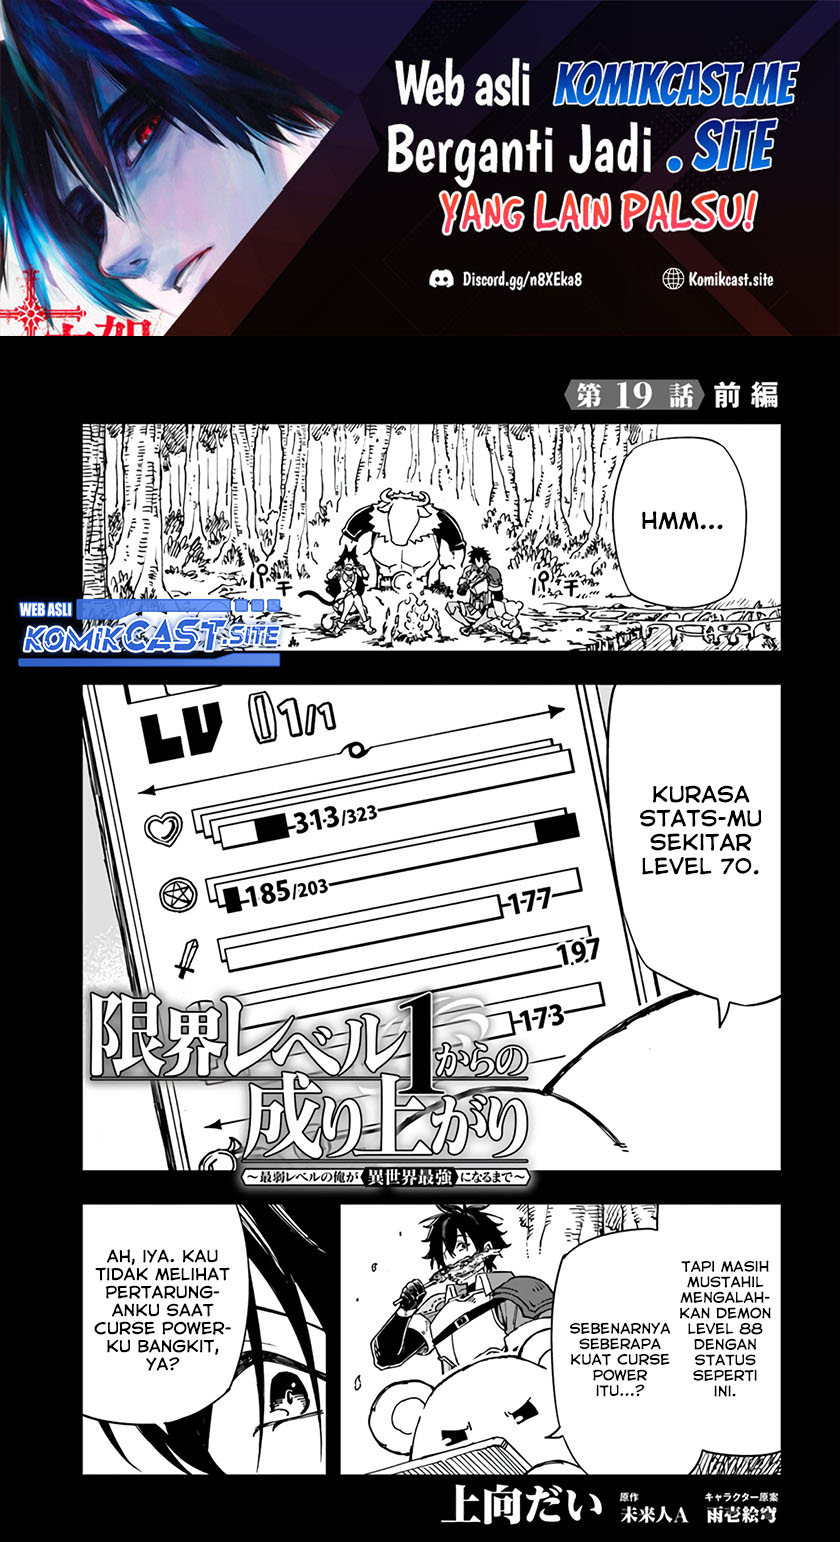 Web asli KOMIKCAST.ME
Berganti Jadi .SITE
YANG LAIN PALSU!
Discord.gg/n8XEka8
Komikcast.site
第19話 前編
HMM...
WEB ASLI
KOMIKCAST.SITE
LV 01/1
313/323
185/203
177
197
173
KURASA
STATS-MU
SEKITAR
LEVEL 70.
限界レベル1からの
成り上がり
～最弱レベルの俺が異世界最強になるまで～
TAPI MASIH
MUSTAHIL
MENGALAH-
KAN DEMON
LEVEL 88
DENGAN
STATUS
SEPERTI
INI.
SEBENARNYA
SEBERAPA
KUAT CURSE
POWER
ITU...?
AH, IYA. KAU
TIDAK MELIHAT
PERTARUNG-
ANKU SAAT
CURSE POWER-
KU BANGKIT,
YA?
上向だい
原作
未来人A
キャラクター原案
雨壱絵穹